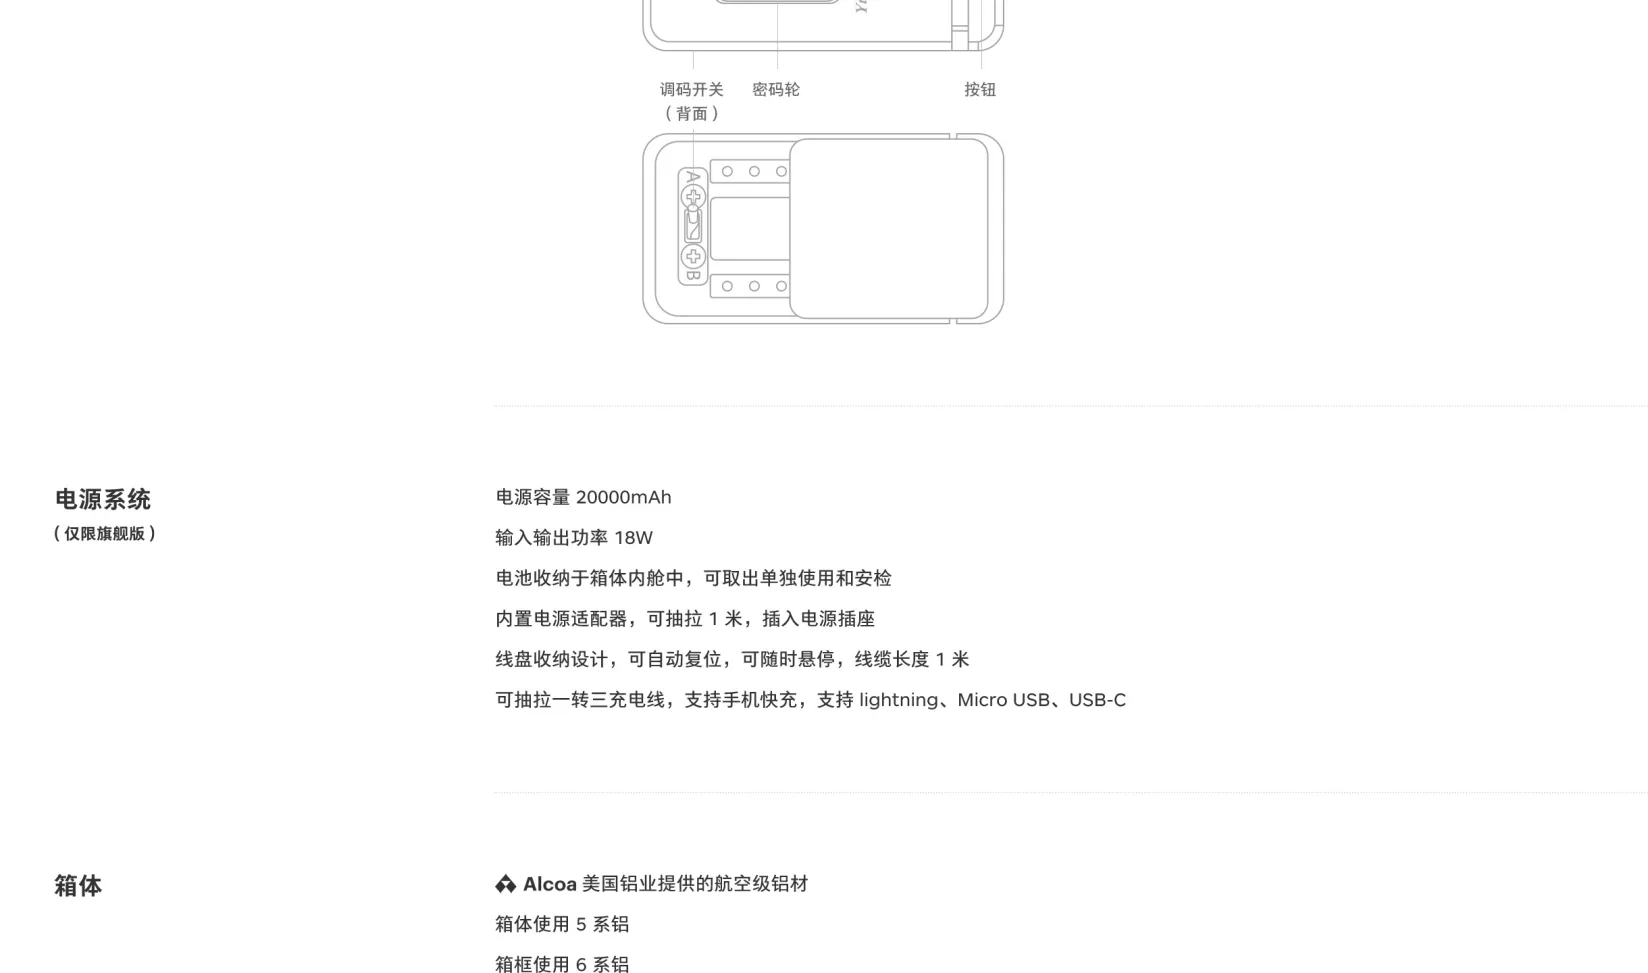 调码开关
（背面）
密码轮
按钮
A
B
电源系统
（仅限旗舰版）
电源容量 20000mAh
输入输出功率 18W
电池收纳于箱体内舱中，可取出单独使用和安检
内置电源适配器，可抽拉 1 米，插入电源插座
线盘收纳设计，可自动复位，可随时悬停，线缆长度 1 米
可抽拉一转三充电线，支持手机快充，支持 lightning、Micro USB、USB-C
箱体
Alcoa 美国铝业提供的航空级铝材
箱体使用 5 系铝
箱框使用 6 系铝